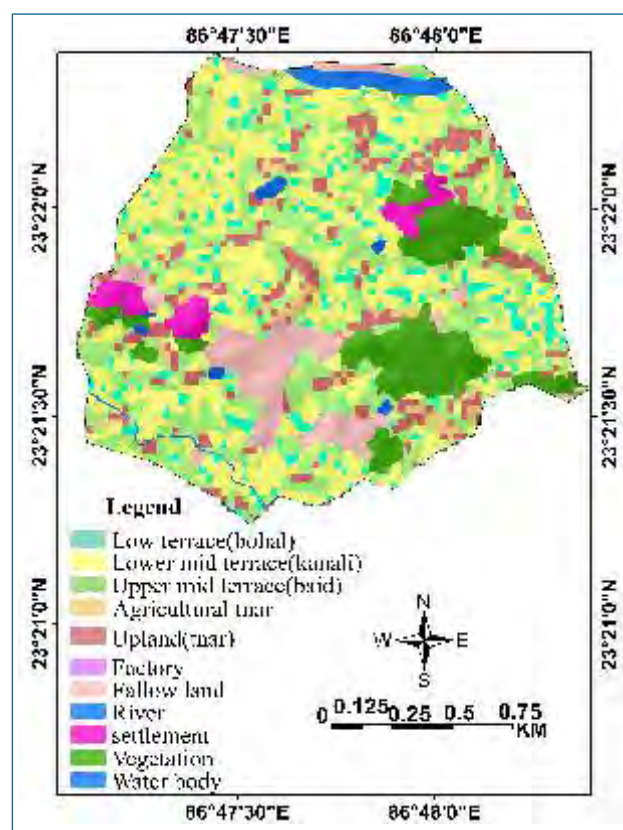 86°47'30"E 86°48'0"E
23°22'0"N 23°22'0"N
23°21'30"N 23°21'30"N
23°21'0"N 23°21'0"N
Legend
Low terrace(bohal)
Lower mid terrace(kanali)
Upper mid terrace(baid)
Agricultural tnar
Upland(tnar)
Factory
Fallow land
River
settlement
Vegetation
Water body
N
W E
S
0 0.125 0.25 0.5 0.75
KM
86°47'30"E 86°48'0"E